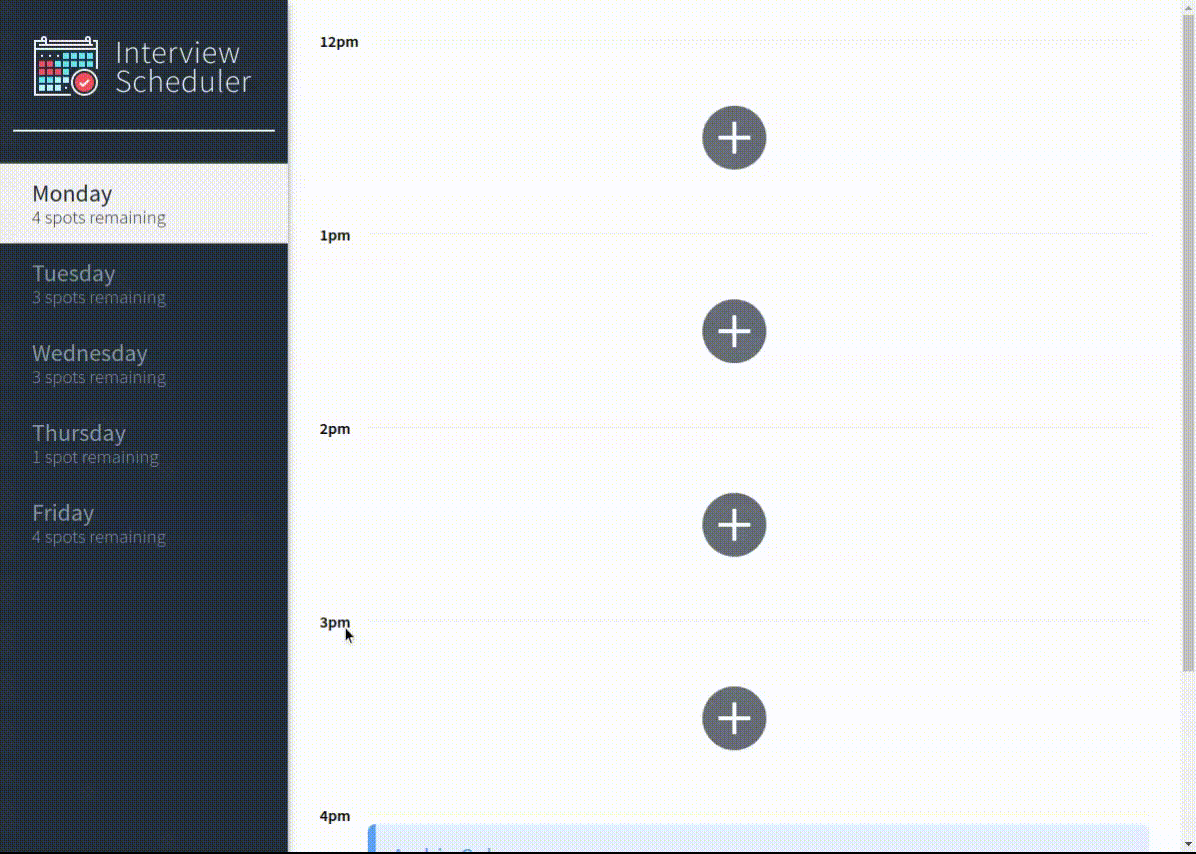 Interview
Scheduler
Monday
4 spots remaining
Tuesday
3 spots remaining
Wednesday
3 spots remaining
Thursday
1 spot remaining
Friday
4 spots remaining
12pm
1pm
2pm
3pm
4pm